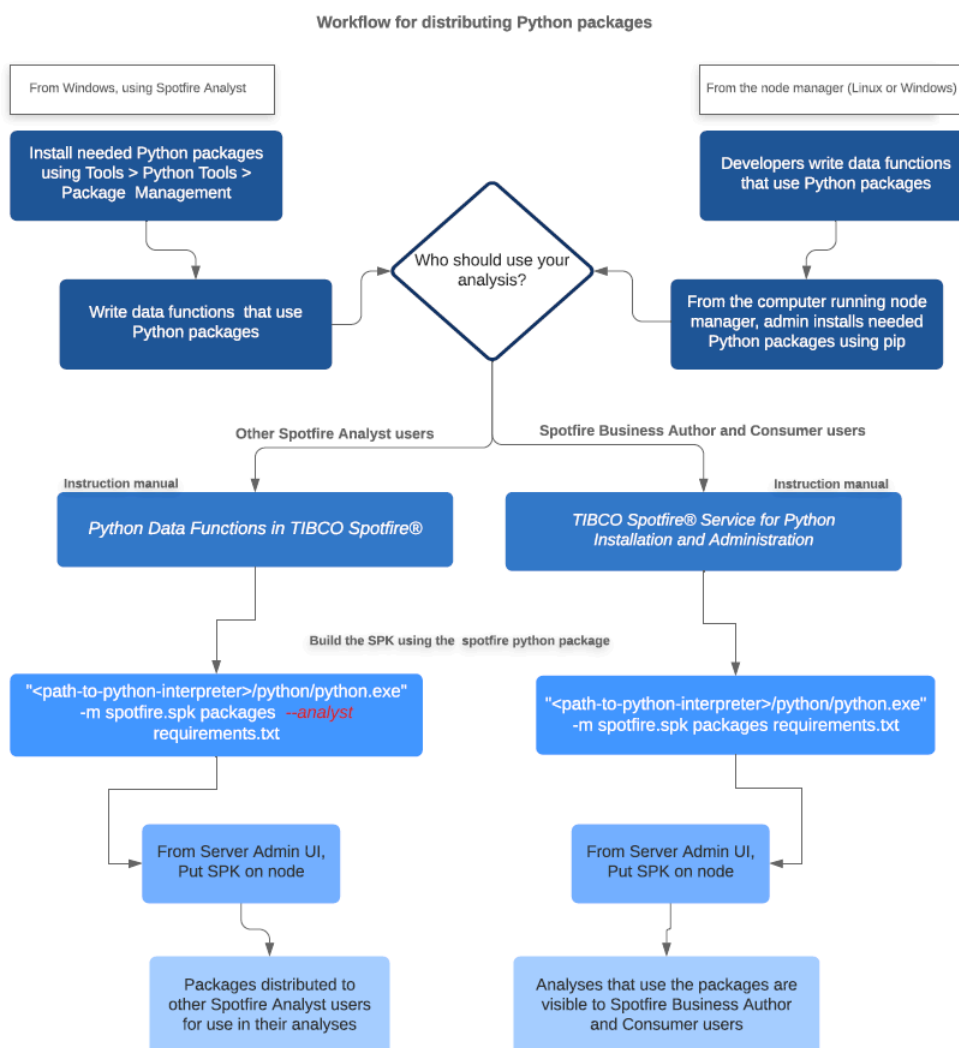 Workflow for distributing Python packages
From Windows, using Spotfire Analyst
From the node manager (Linux or Windows)
Install needed Python packages
using Tools > Python Tools >
Package Management
Developers write data functions
that use Python packages
Who should use your
analysis?
Write data functions that use
Python packages
From the computer running node
manager, admin installs needed
Python packages using pip
Other Spotfire Analyst users
Spotfire Business Author and Consumer users
Instruction manual
Instruction manual
Python Data Functions in TIBCO Spotfire®
TIBCO Spotfire® Service for Python
Installation and Administration
Build the SPK using the spotfire python package
"<path-to-python-interpreter>/python/python.exe"
-m spotfire.spk packages --analyst
requirements.txt
"<path-to-python-interpreter>/python/python.exe"
-m spotfire.spk packages requirements.txt
From Server Admin UI,
Put SPK on node
From Server Admin UI,
Put SPK on node
Packages distributed to
other Spotfire Analyst users
for use in their analyses
Analyses that use the packages are
visible to Spotfire Business Author
and Consumer users